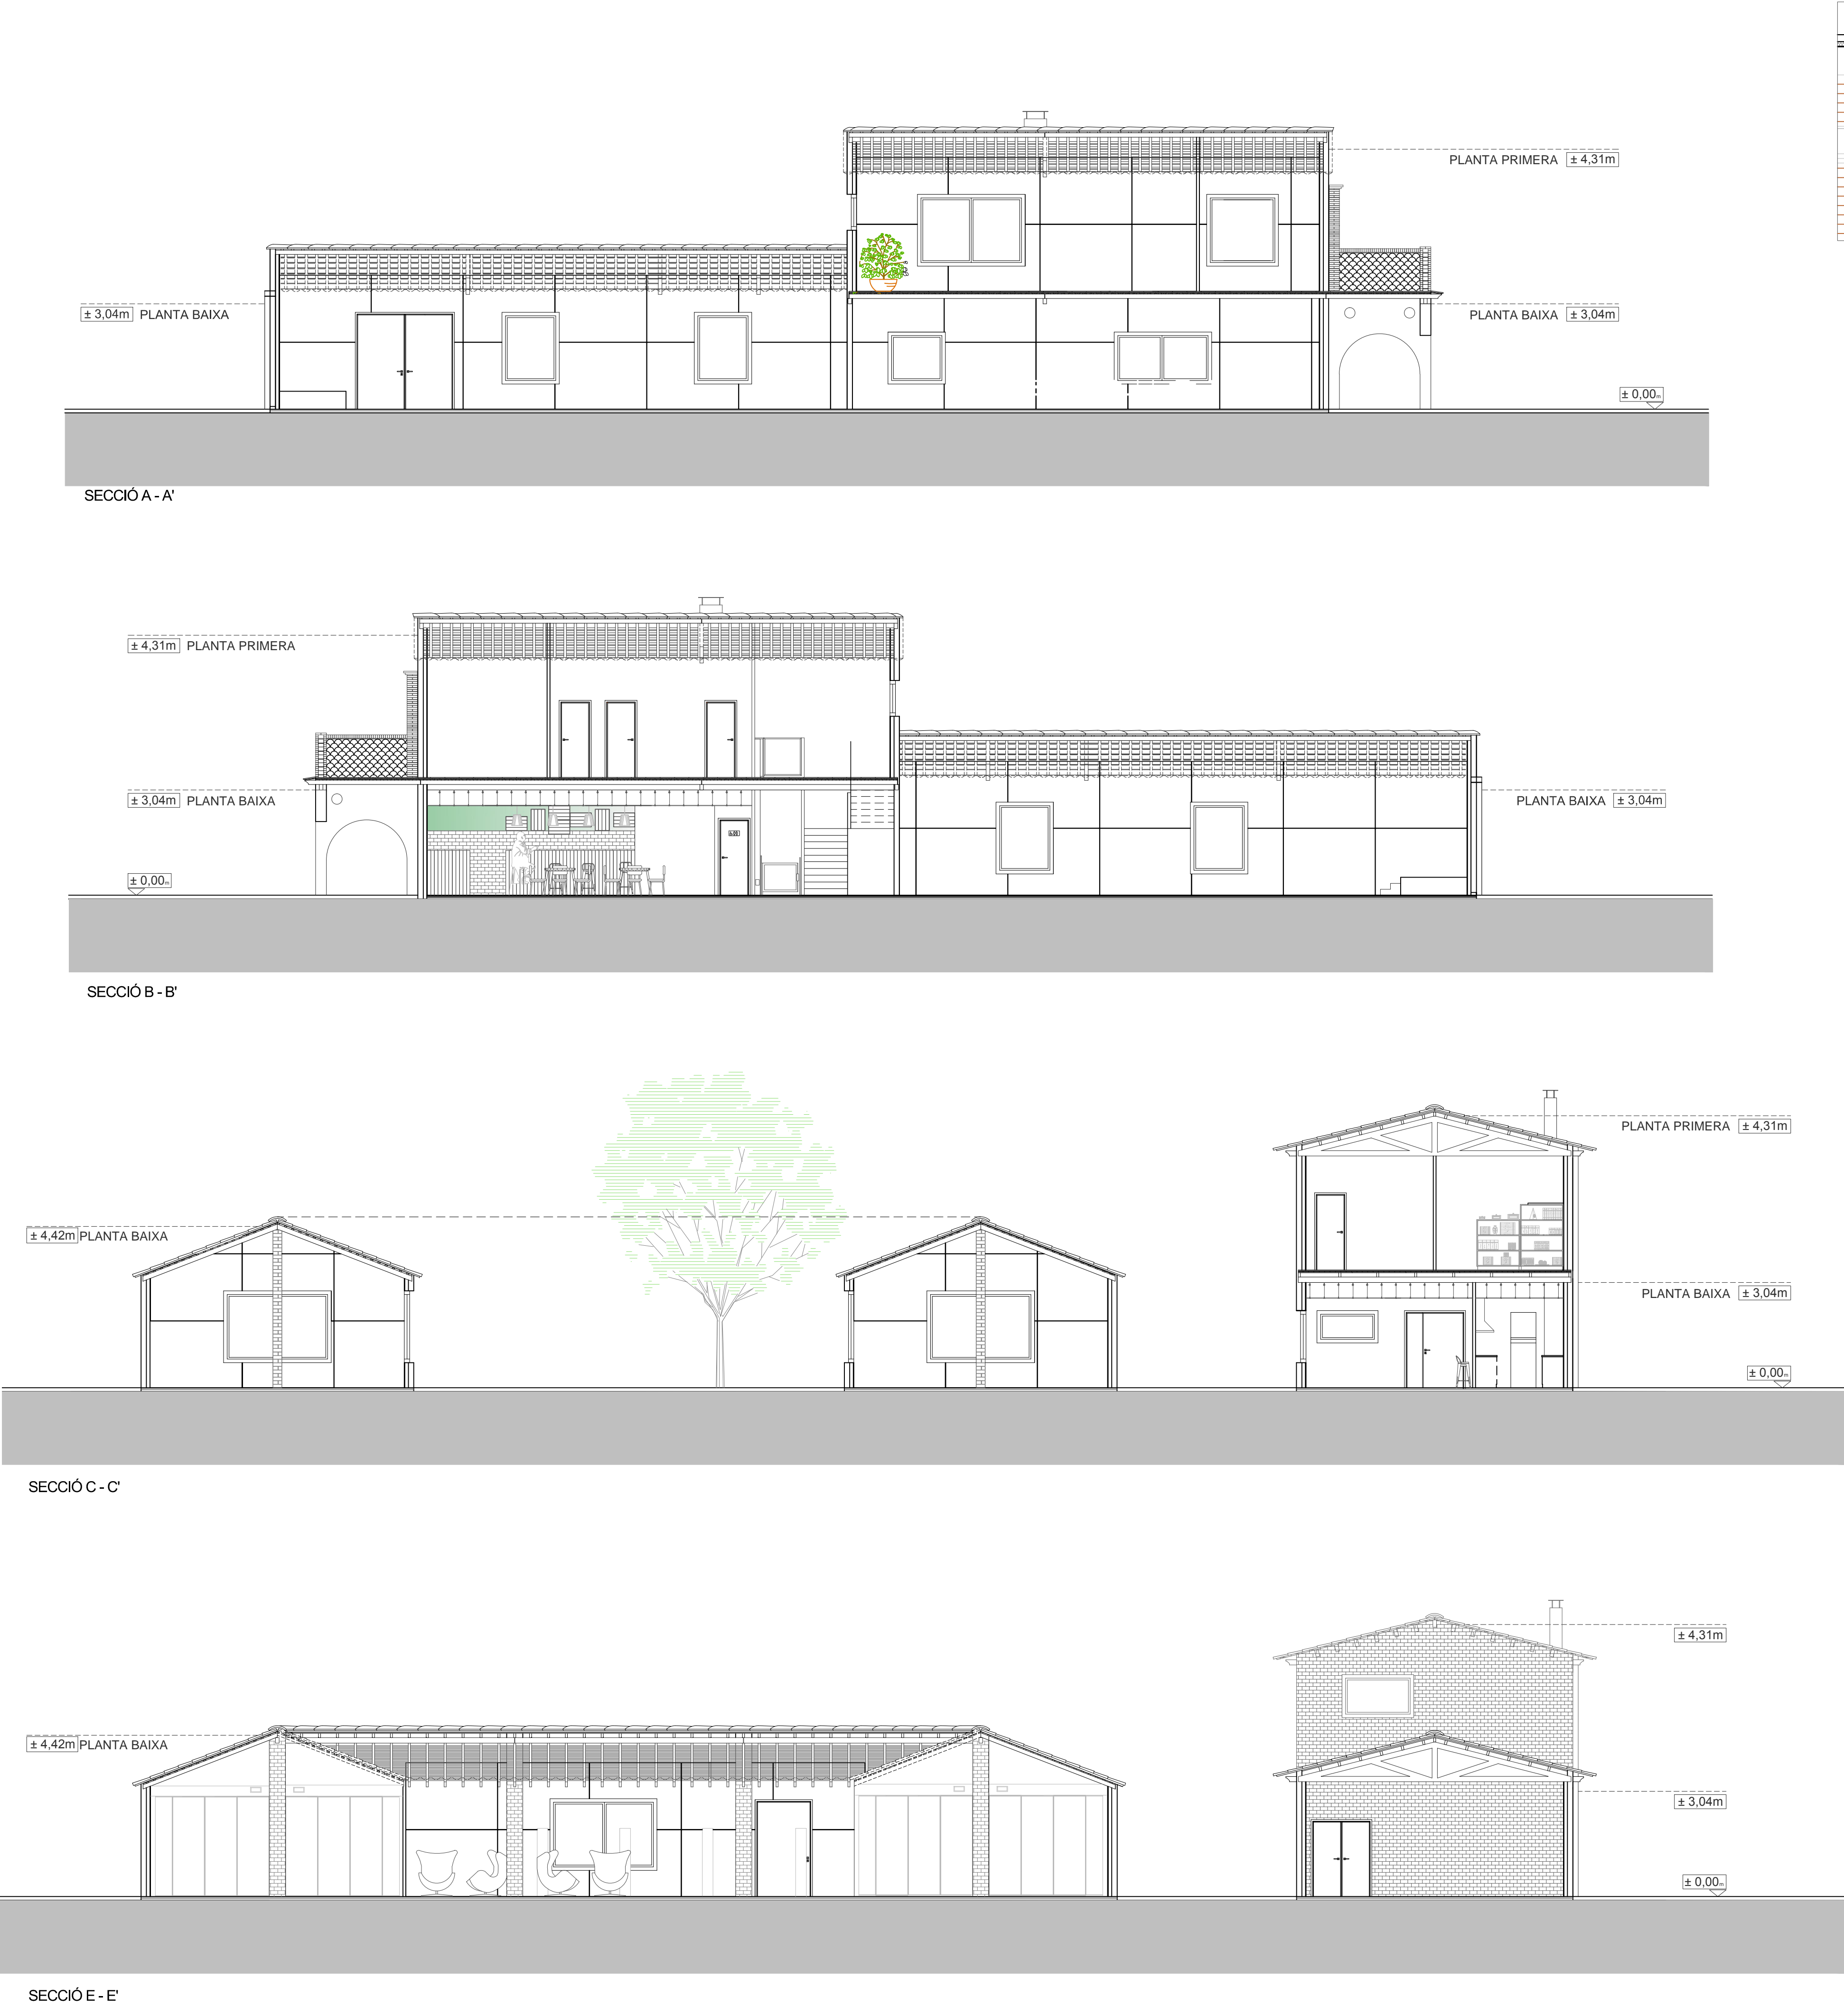 PLANTA PRIMERA ± 4,31m
± 3,04m PLANTA BAIXA
PLANTA BAIXA ± 3,04m
± 0,00m
SECCIÓ A - A'
± 4,31m PLANTA PRIMERA
± 3,04m PLANTA BAIXA
PLANTA BAIXA ± 3,04m
± 0,00m
SECCIÓ B - B'
PLANTA PRIMERA ± 4,31m
± 4,42m PLANTA BAIXA
PLANTA BAIXA ± 3,04m
± 0,00m
SECCIÓ C - C'
± 4,31m
± 4,42m PLANTA BAIXA
± 3,04m
± 0,00m
SECCIÓ E - E'